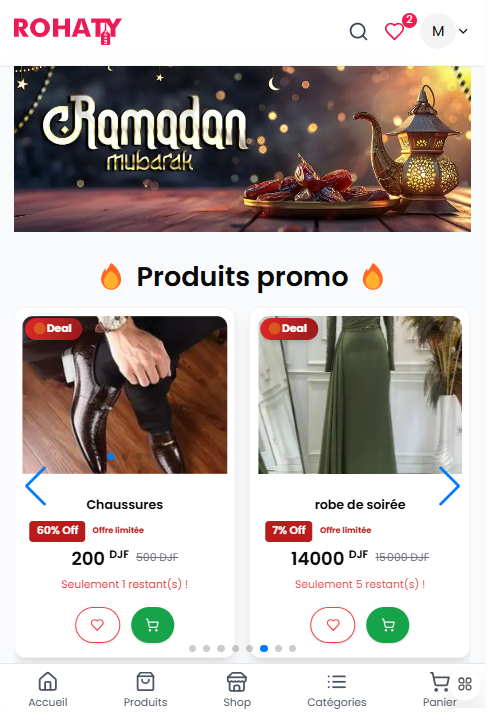 ROHATY
2
M
Ramadan
mubarak
Produits promo
Deal
Deal
Chaussures
robe de soirée
60% Off Offre limitée
7% Off Offre limitée
200 DJF 500 DJF
14000 DJF 15000 DJF
Seulement 1 restant(s) !
Seulement 5 restant(s) !
Accueil
Produits
Shop
Catégories
Panier